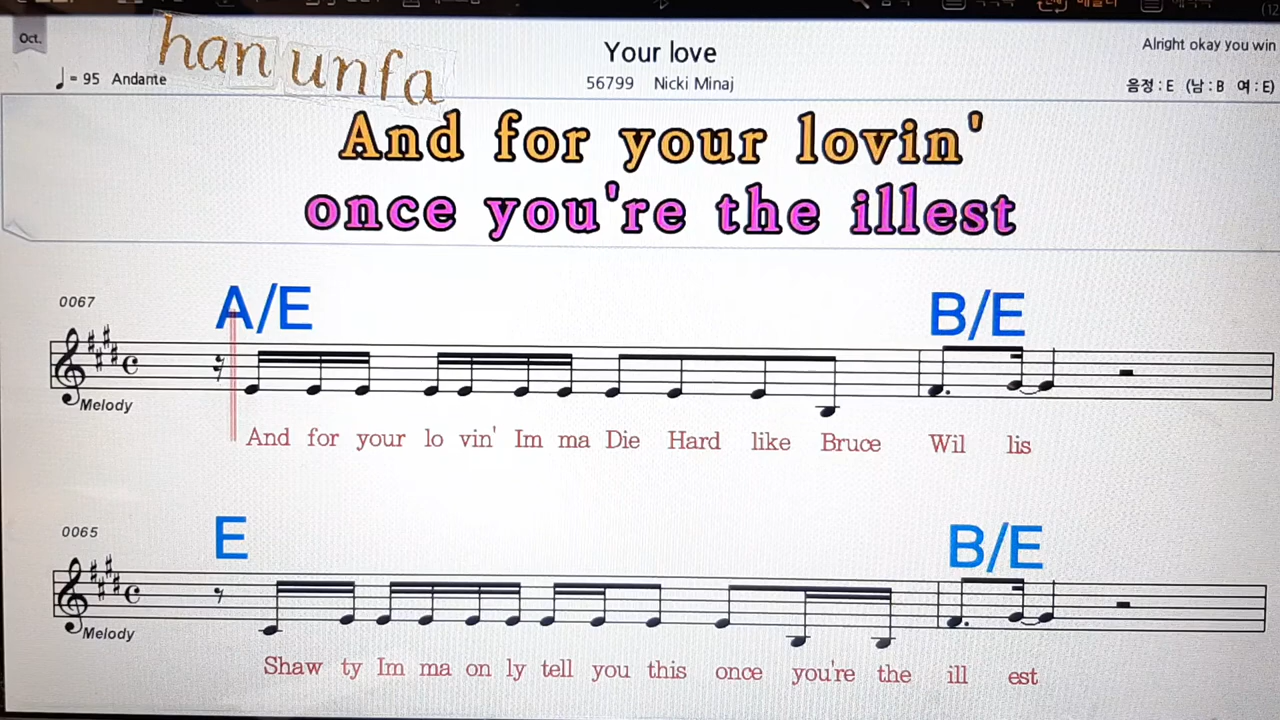 Oct.
han unfa
Your love
Alright okay you win
♩= 95 Andante
56799 Nicki Minaj
음정 : E (남 : B 여 : E)
And for your lovin'
once you're the illest
0067
A/E
B/E
Melody
And for your lo vin' Im ma Die Hard like Bruce Wil lis
0065
E
B/E
Melody
Shaw ty Im ma on ly tell you this once you're the ill est